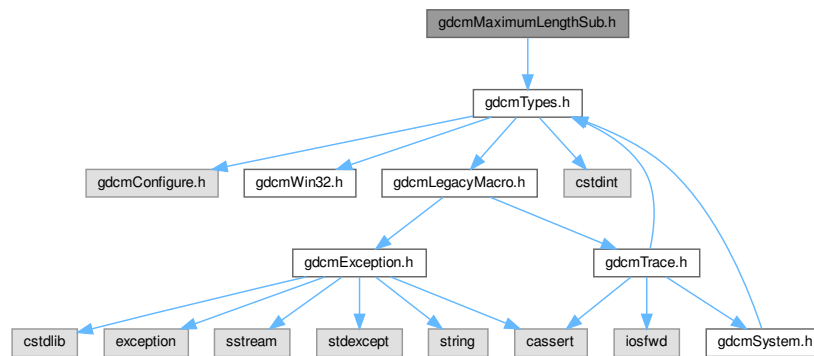 gdcmMaximumLengthSub.h
gdcmTypes.h
gdcmConfigure.h
gdcmWin32.h
gdcmLegacyMacro.h
cstdint
gdcmException.h
gdcmTrace.h
cstdlib
exception
sstream
stdexcept
string
cassert
iosfwd
gdcmSystem.h